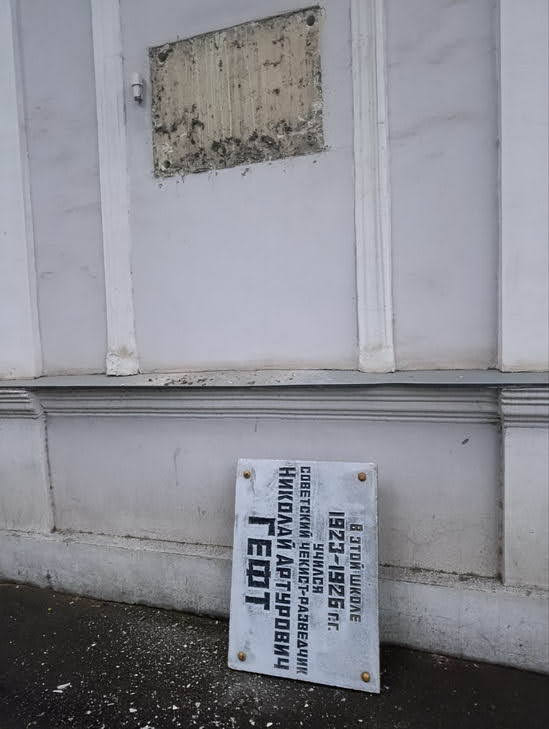 В ЭТОЙ ШКОЛЕ
1923-1926 Г.Г.
УЧИЛСЯ
СОВЕТСКИЙ ЧЕКИСТ-РАЗВЕДЧИК
НИКОЛАЙ АРТУРОВИЧ
ГЕФТ